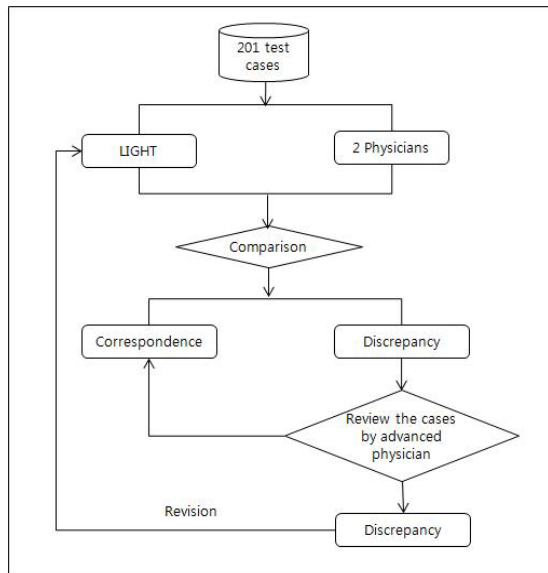 201 test
cases
LIGHT
2 Physicians
Comparison
Correspondence
Discrepancy
Review the cases
by advanced
physician
Revision
Discrepancy